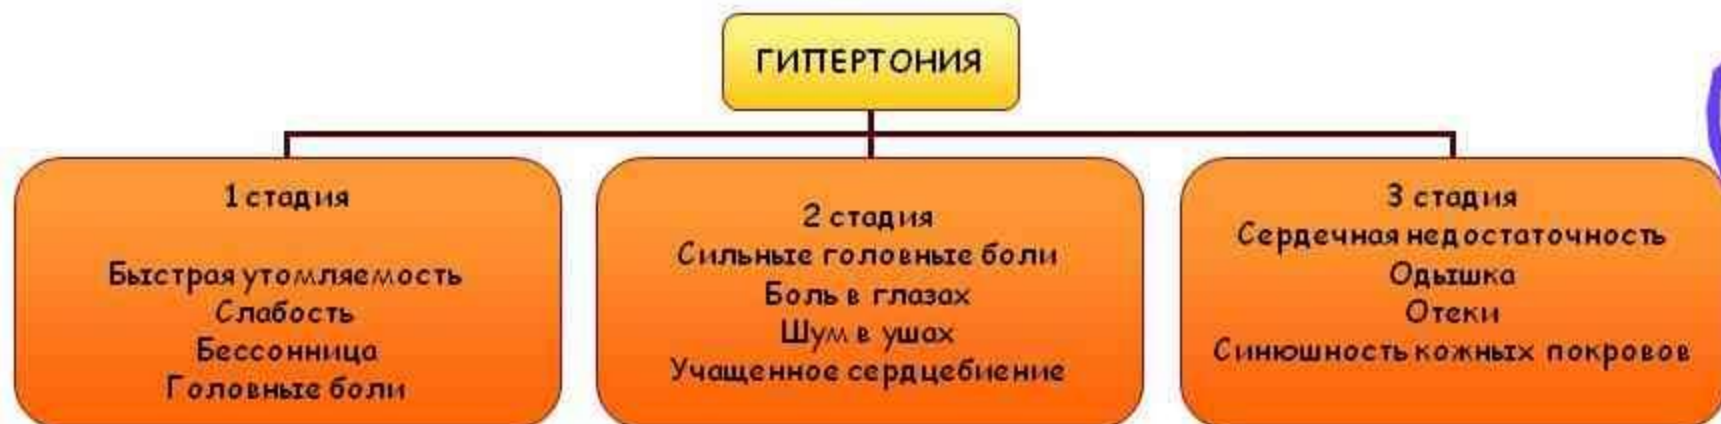 ГИПЕРТОНИЯ
1 стадия
Быстрая утомляемость
Слабость
Бессонница
Головные боли
2 стадия
Сильные головные боли
Боль в глазах
Шум в ушах
Учащенное сердцебиение
3 стадия
Сердечная недостаточность
Одышка
Отеки
Синюшность кожных покровов